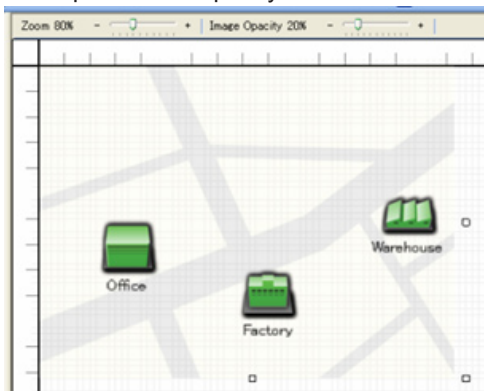 Zoom 80% - + | Image Opacity 20% - + |
Warehouse
Office
Factory